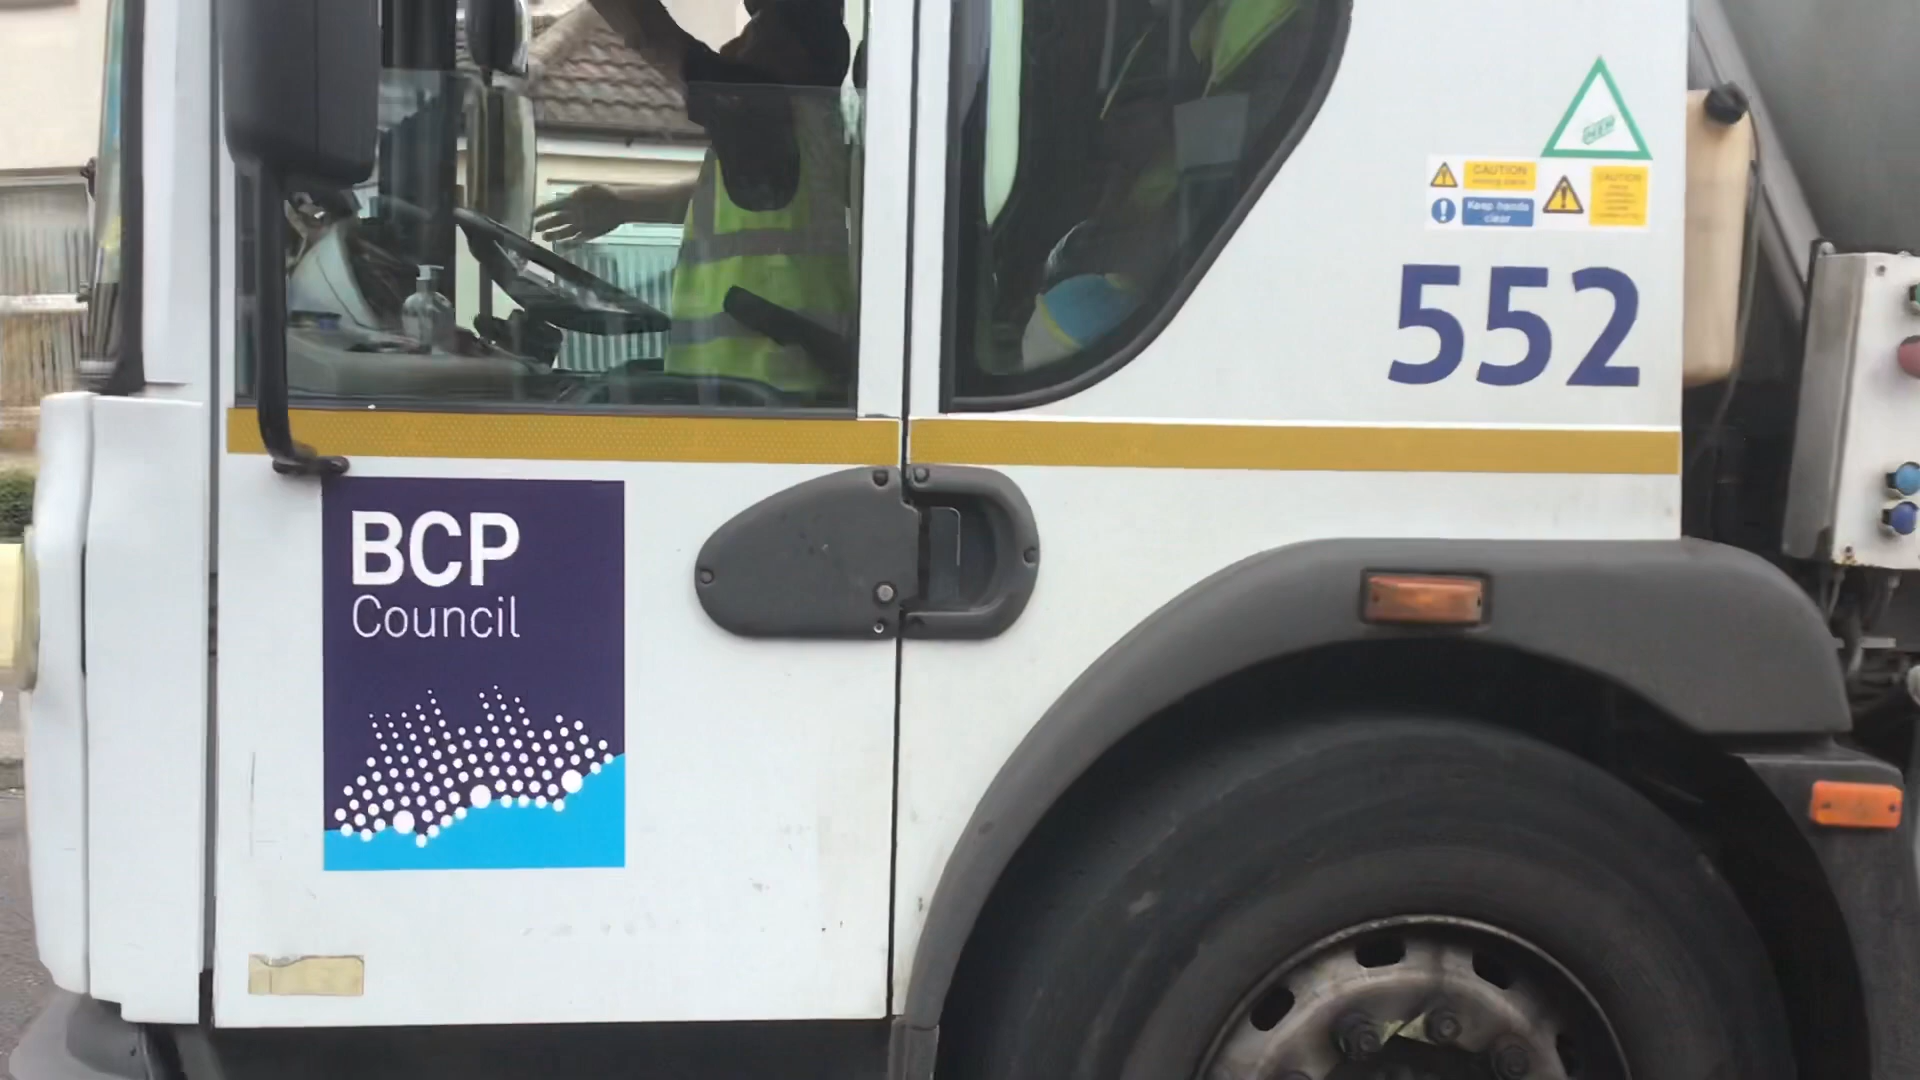 CAUTION
Keep hands
clear
CAUTION
552
BCP
Council